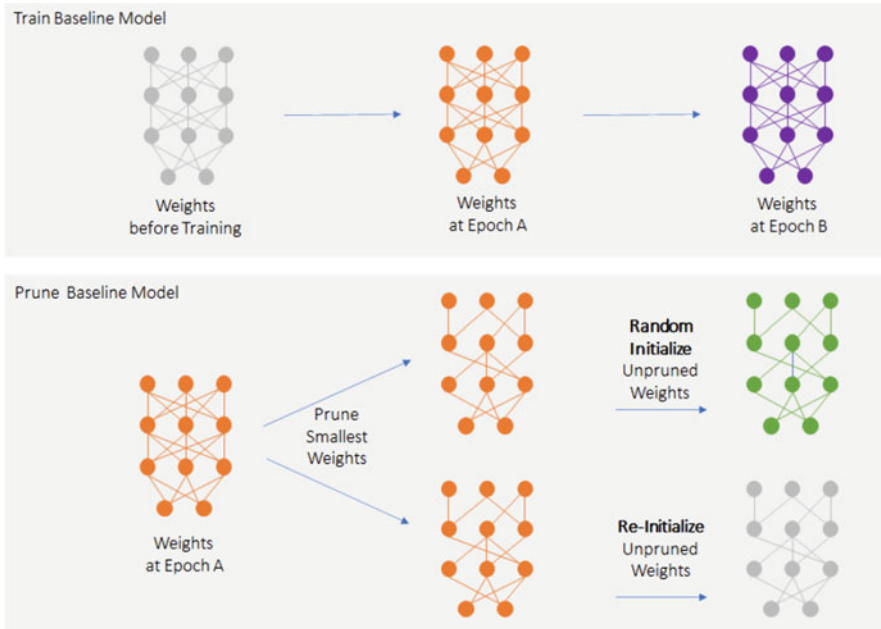 Train Baseline Model
Weights
before Training
Weights
at Epoch A
Weights
at Epoch B
Prune Baseline Model
Weights
at Epoch A
Prune
Smallest
Weights
Random
Initialize
Unpruned
Weights
Re-Initialize
Unpruned
Weights